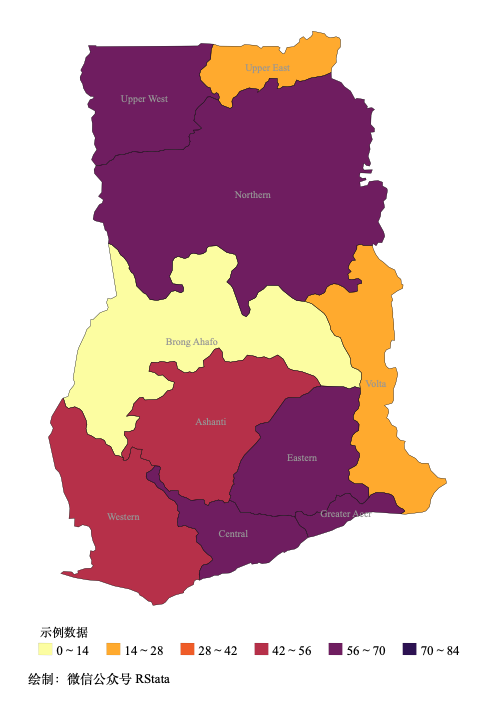 Upper East
Upper West
Northern
Brong Ahafo
Volta
Ashanti
Eastern
Western
Greater Accr
Central
示例数据
0 ~ 14 14 ~ 28 28 ~ 42 42 ~ 56 56 ~ 70 70 ~ 84
绘制：微信公众号 RStata